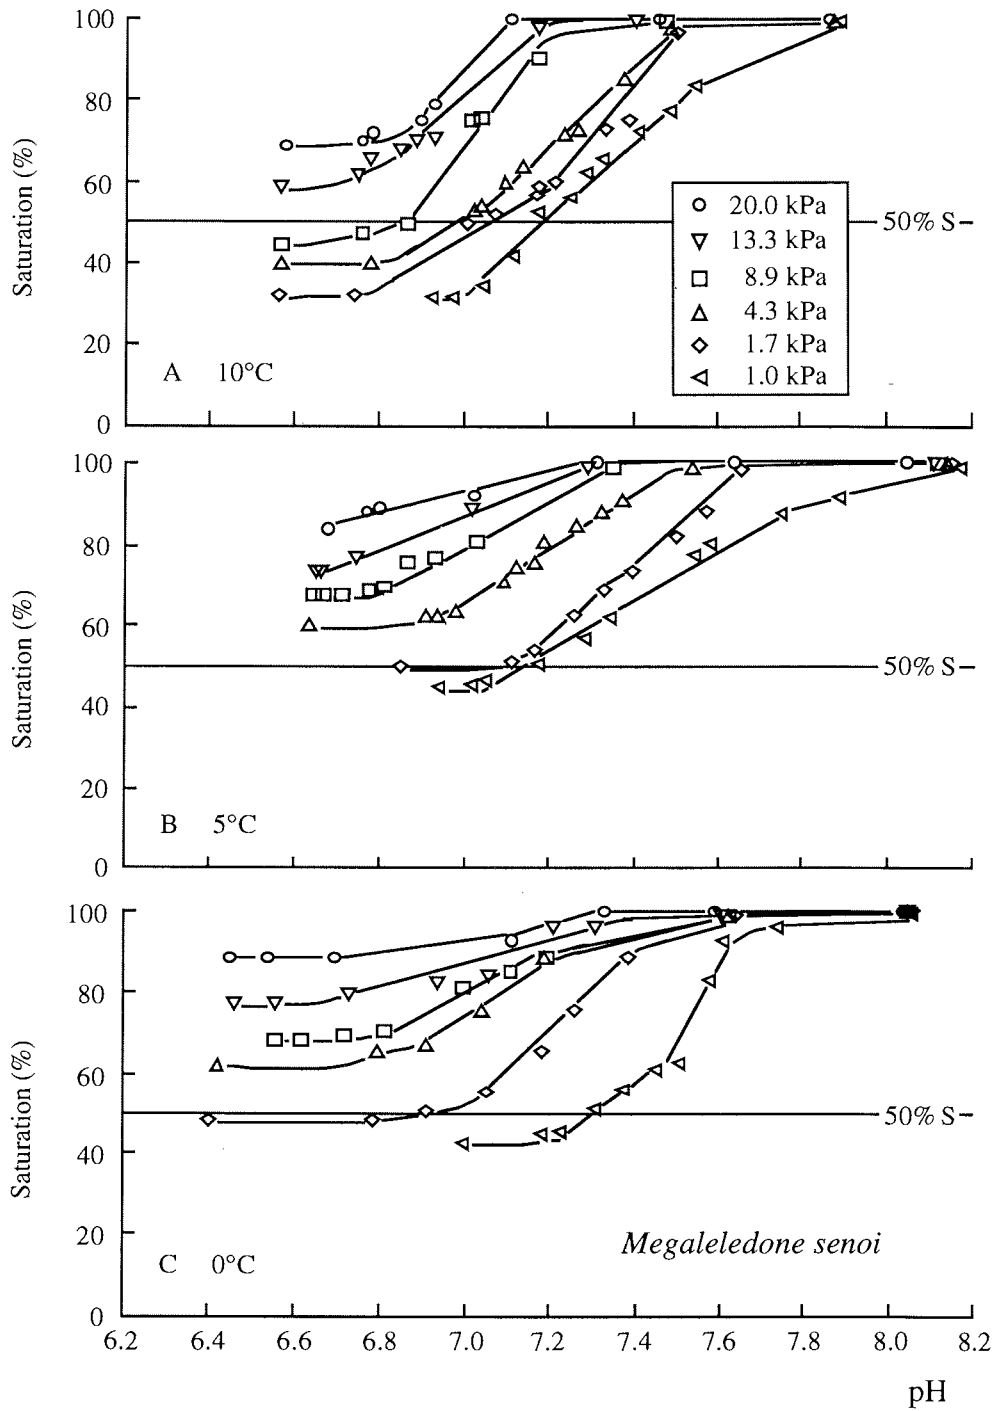 100
80
60
40
20
0
Saturation (%)
50% S
20.0 kPa
13.3 kPa
8.9 kPa
4.3 kPa
1.7 kPa
1.0 kPa
A 10°C
100
80
60
40
20
0
Saturation (%)
50% S
B 5°C
100
80
60
40
20
0
Saturation (%)
50% S
Megaleledone senoi
C 0°C
6.2 6.4 6.6 6.8 7.0 7.2 7.4 7.6 7.8 8.0 8.2
pH